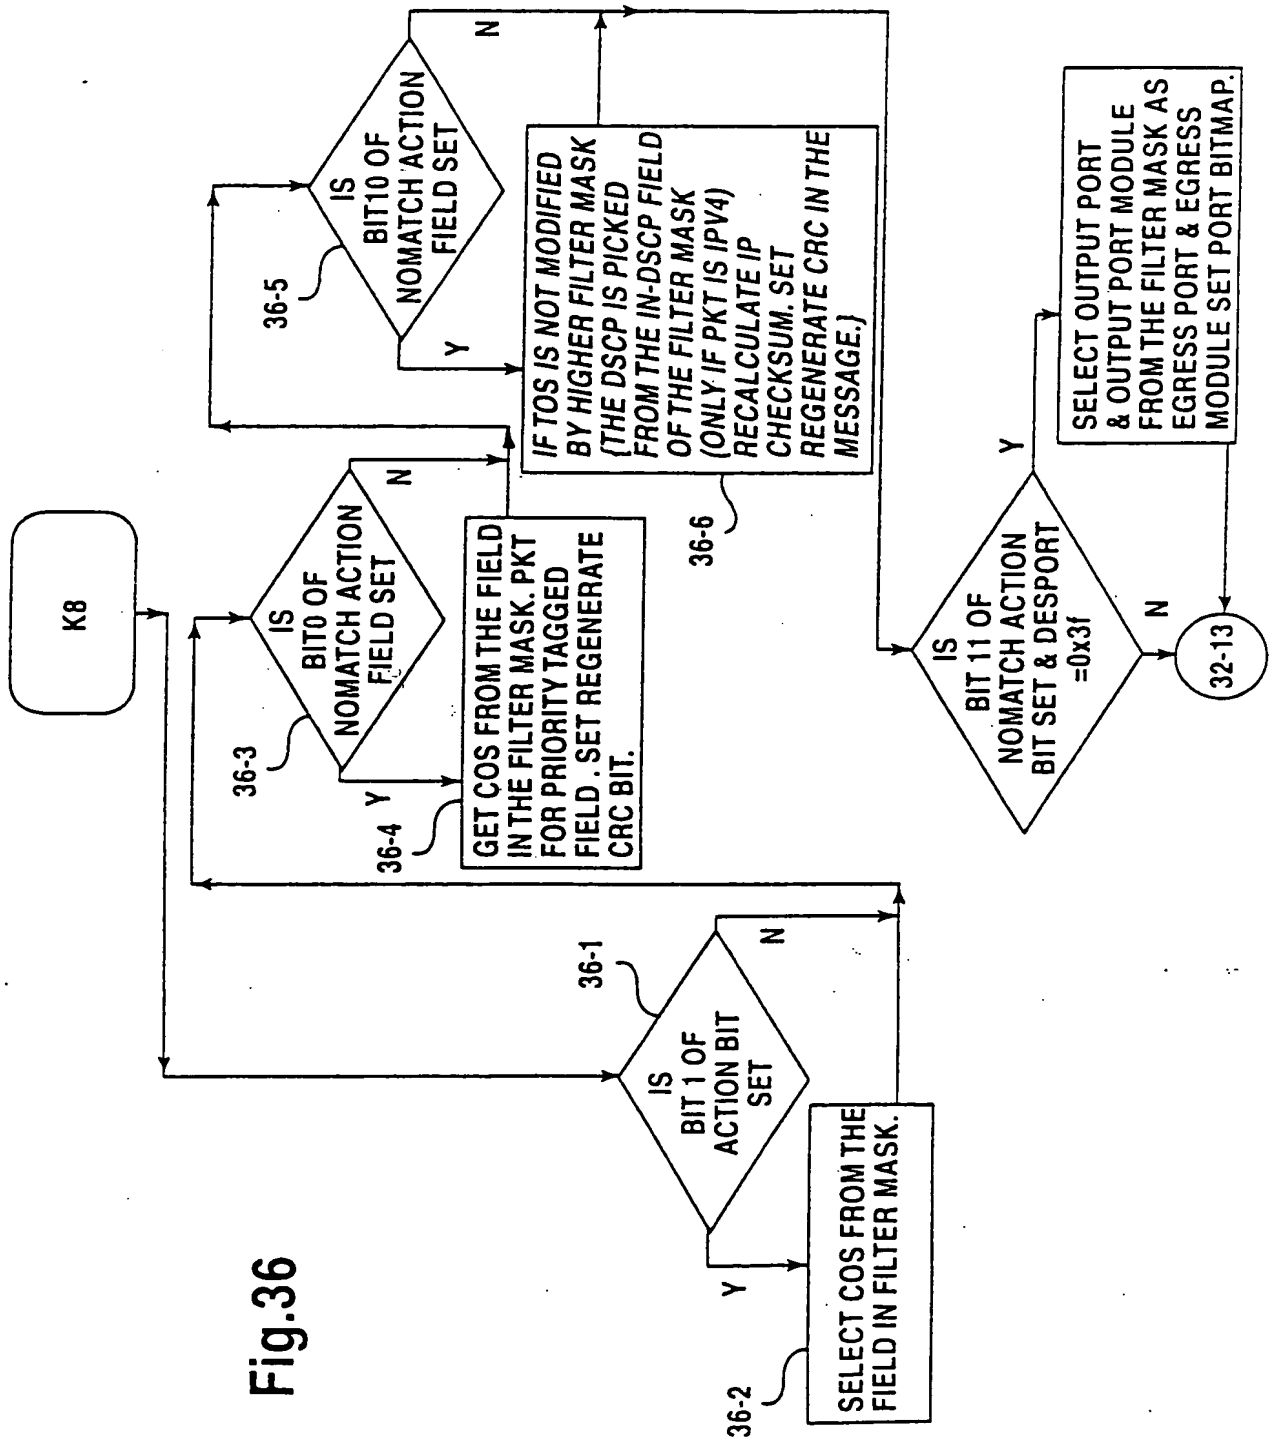 Fig.36
K8
36-1
IS
BIT 1 OF
ACTION BIT
SET
Y
N
36-2
SELECT COS FROM THE
FIELD IN FILTER MASK.
36-3
IS
BIT0 OF
NOMATCH ACTION
FIELD SET
Y
N
36-4
GET COS FROM THE FIELD
IN THE FILTER MASK. PKT
FOR PRIORITY TAGGED
FIELD . SET REGENERATE
CRC BIT.
36-5
IS
BIT10 OF
NOMATCH ACTION
FIELD SET
Y
N
36-6
IF TOS IS NOT MODIFIED
BY HIGHER FILTER MASK
{THE DSCP IS PICKED
FROM THE IN-DSCP FIELD
OF THE FILTER MASK
(ONLY IF PKT IS IPV4)
RECALCULATE IP
CHECKSUM. SET
REGENERATE CRC IN THE
MESSAGE.}
IS
BIT 11 OF
NOMATCH ACTION
BIT SET & DESPORT
=0x3f
Y
N
SELECT OUTPUT PORT
& OUTPUT PORT MODULE
FROM THE FILTER MASK AS
EGRESS PORT & EGRESS
MODULE SET PORT BITMAP.
32-13